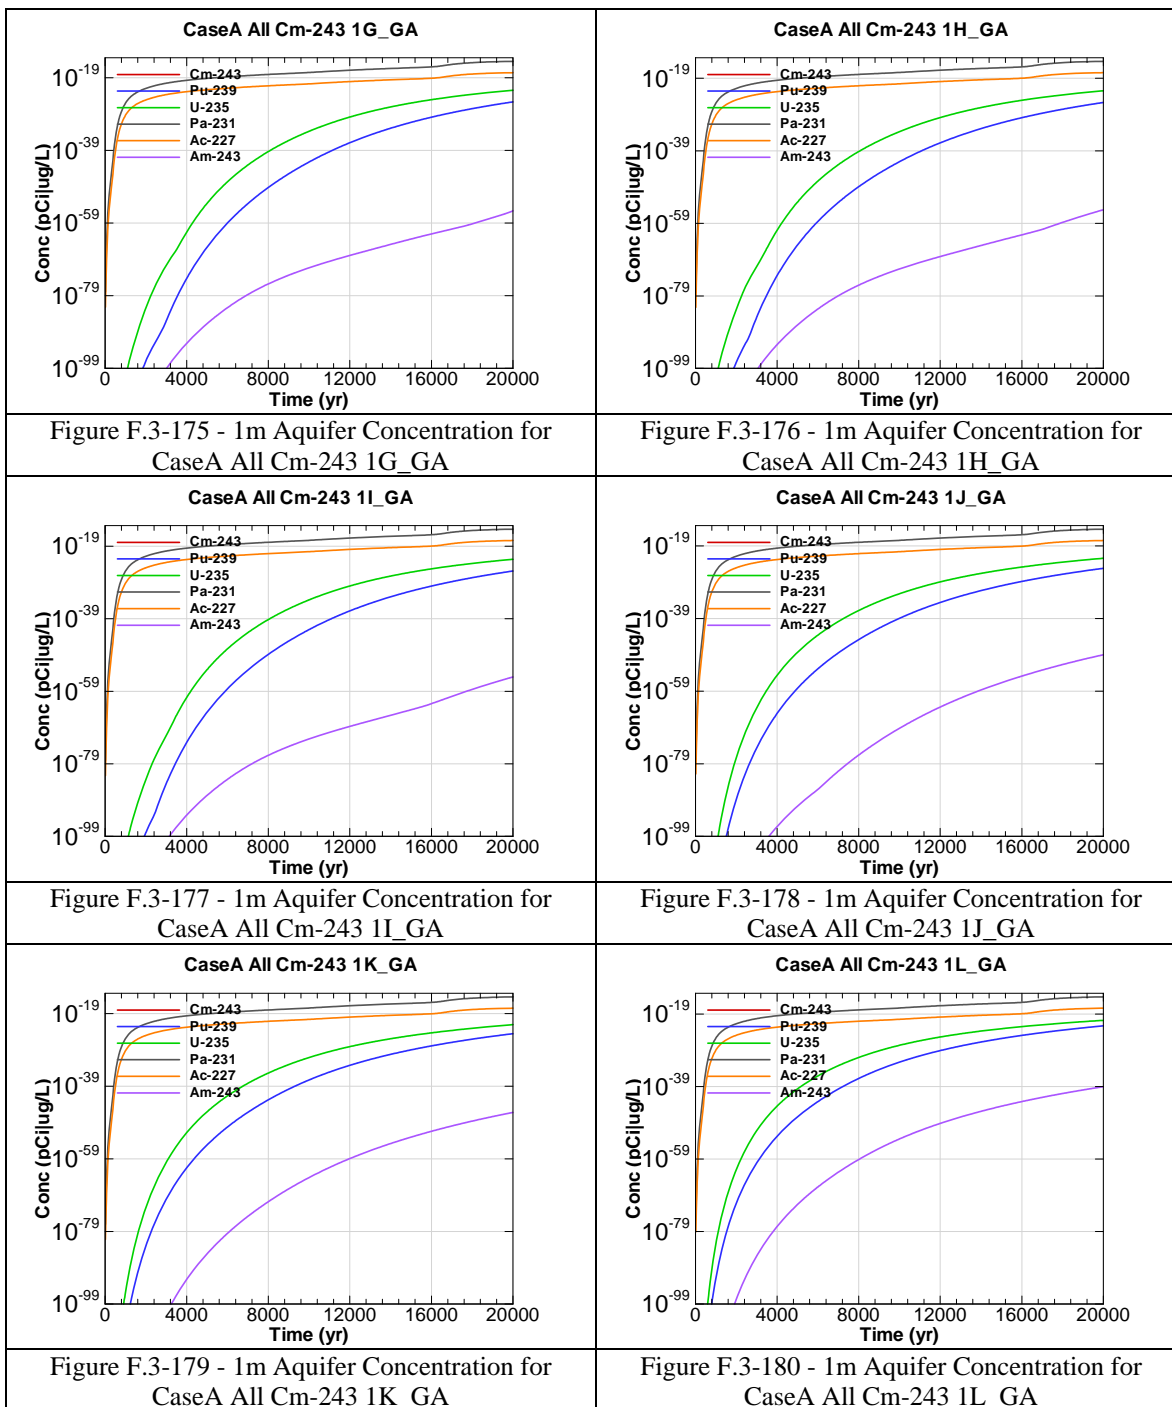 CaseA All Cm-243 1G_GA
Conc (pCi|ug/L)
10-19
10-39
10-59
10-79
10-99
Cm-243
Pu-239
U-235
Pa-231
Ac-227
Am-243
0 4000 8000 12000 16000 20000
Time (yr)
Figure F.3-175 - 1m Aquifer Concentration for
CaseA All Cm-243 1G_GA
CaseA All Cm-243 1H_GA
Conc (pCi|ug/L)
10-19
10-39
10-59
10-79
10-99
Cm-243
Pu-239
U-235
Pa-231
Ac-227
Am-243
0 4000 8000 12000 16000 20000
Time (yr)
Figure F.3-176 - 1m Aquifer Concentration for
CaseA All Cm-243 1H_GA
CaseA All Cm-243 1I_GA
Conc (pCi|ug/L)
10-19
10-39
10-59
10-79
10-99
Cm-243
Pu-239
U-235
Pa-231
Ac-227
Am-243
0 4000 8000 12000 16000 20000
Time (yr)
Figure F.3-177 - 1m Aquifer Concentration for
CaseA All Cm-243 1I_GA
CaseA All Cm-243 1J_GA
Conc (pCi|ug/L)
10-19
10-39
10-59
10-79
10-99
Cm-243
Pu-239
U-235
Pa-231
Ac-227
Am-243
0 4000 8000 12000 16000 20000
Time (yr)
Figure F.3-178 - 1m Aquifer Concentration for
CaseA All Cm-243 1J_GA
CaseA All Cm-243 1K_GA
Conc (pCi|ug/L)
10-19
10-39
10-59
10-79
10-99
Cm-243
Pu-239
U-235
Pa-231
Ac-227
Am-243
0 4000 8000 12000 16000 20000
Time (yr)
Figure F.3-179 - 1m Aquifer Concentration for
CaseA All Cm-243 1K_GA
CaseA All Cm-243 1L_GA
Conc (pCi|ug/L)
10-19
10-39
10-59
10-79
10-99
Cm-243
Pu-239
U-235
Pa-231
Ac-227
Am-243
0 4000 8000 12000 16000 20000
Time (yr)
Figure F.3-180 - 1m Aquifer Concentration for
CaseA All Cm-243 1L_GA